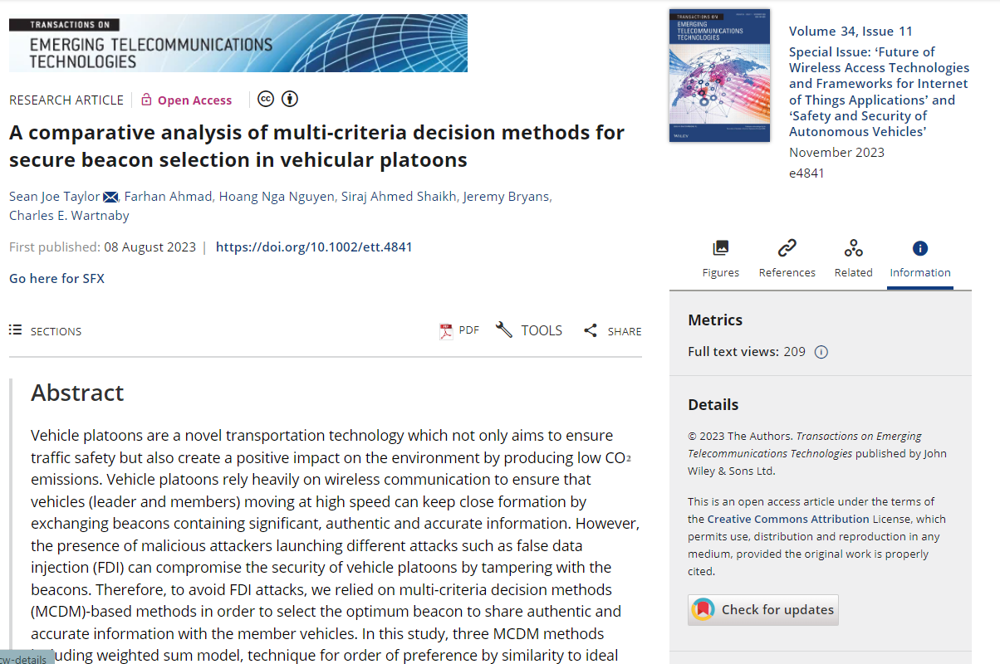 TRANSACTIONS ON
EMERGING TELECOMMUNICATIONS
TECHNOLOGIES
RESEARCH ARTICLE
Open Access
cc
A comparative analysis of multi-criteria decision methods for
secure beacon selection in vehicular platoons
Sean Joe Taylor, Farhan Ahmad, Hoang Nga Nguyen, Siraj Ahmed Shaikh, Jeremy Bryans,
Charles E. Wartnaby
First published: 08 August 2023 | https://doi.org/10.1002/ett.4841
Go here for SFX
SECTIONS
PDF
TOOLS
SHARE
Abstract
Vehicle platoons are a novel transportation technology which not only aims to ensure
traffic safety but also create a positive impact on the environment by producing low CO₂
emissions. Vehicle platoons rely heavily on wireless communication to ensure that
vehicles (leader and members) moving at high speed can keep close formation by
exchanging beacons containing significant, authentic and accurate information. However,
the presence of malicious attackers launching different attacks such as false data
injection (FDI) can compromise the security of vehicle platoons by tampering with the
beacons. Therefore, to avoid FDI attacks, we relied on multi-criteria decision methods
(MCDM)-based methods in order to select the optimum beacon to share authentic and
accurate information with the member vehicles. In this study, three MCDM methods
uding weighted sum model, technique for order of preference by similarity to ideal
cw-details
TRANSACTIONS ON
EMERGING
TELECOMMUNICATIONS
TECHNOLOGIES
WILEY
Volume 34, Issue 11
Special Issue: ‘Future of
Wireless Access Technologies
and Frameworks for Internet
of Things Applications’ and
‘Safety and Security of
Autonomous Vehicles’
November 2023
e4841
Figures
References
Related
Information
Metrics
Full text views: 209
Details
© 2023 The Authors. Transactions on Emerging
Telecommunications Technologies published by John
Wiley & Sons Ltd.
This is an open access article under the terms of
the Creative Commons Attribution License, which
permits use, distribution and reproduction in any
medium, provided the original work is properly
cited.
Check for updates